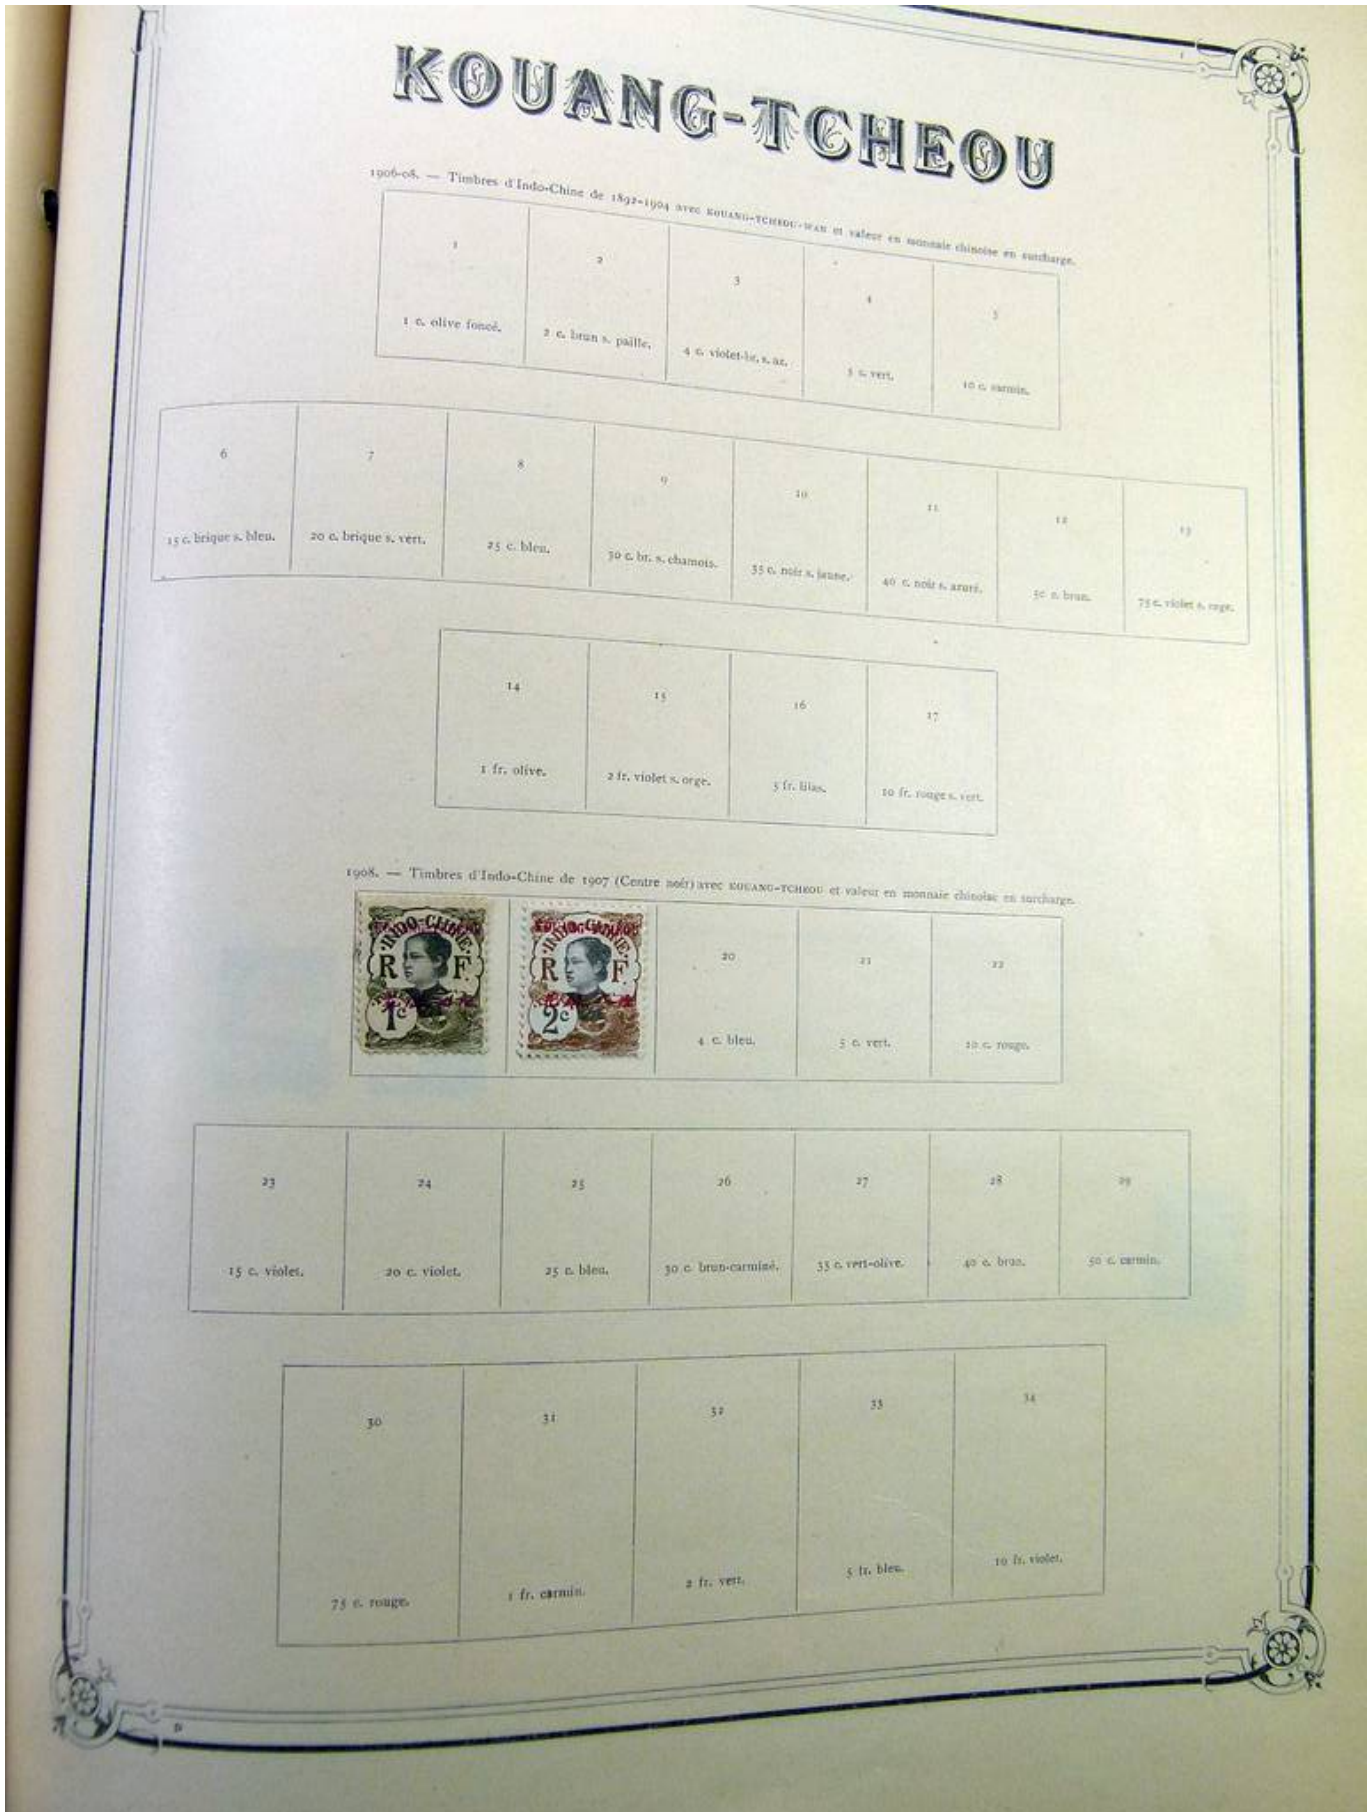 KOUANG-TCHEOU
1906-08. — Timbres d'Indo-Chine de 1892-1904 avec KOUANG-TCHEOU-WAN et valeur en monnaie chinoise en surcharge.
1 2 3 4 5
1 c. olive foncé. 2 c. brun s. paille. 4 c. violet-br. s. az. 5 c. vert. 10 c. carmin.
6 7 8 9 10 11 12 13
15 c. brique s. bleu. 20 c. brique s. vert. 25 c. bleu. 30 c. br. s. chamois. 35 c. noir s. jaune. 40 c. noir s. azuré. 50 c. brun. 75 c. violet s. orge.
14 15 16 17
1 fr. olive. 2 fr. violet s. orge. 5 fr. lilas. 10 fr. rouge s. vert.
1908. — Timbres d'Indo-Chine de 1907 (Centre noir) avec KOUANG-TCHEOU et valeur en monnaie chinoise en surcharge.
INDO-CHINE INDO-CHINE
R F R F 20 21 22
1c 2c 4 c. bleu. 5 c. vert. 10 c. rouge.
23 24 25 26 27 28 29
15 c. violet. 20 c. violet. 25 c. bleu. 30 c. brun-carminé. 35 c. vert-olive. 40 c. brun. 50 c. carmin.
30 31 32 33 34
75 c. rouge. 1 fr. carmin. 2 fr. vert. 5 fr. bleu. 10 fr. violet.